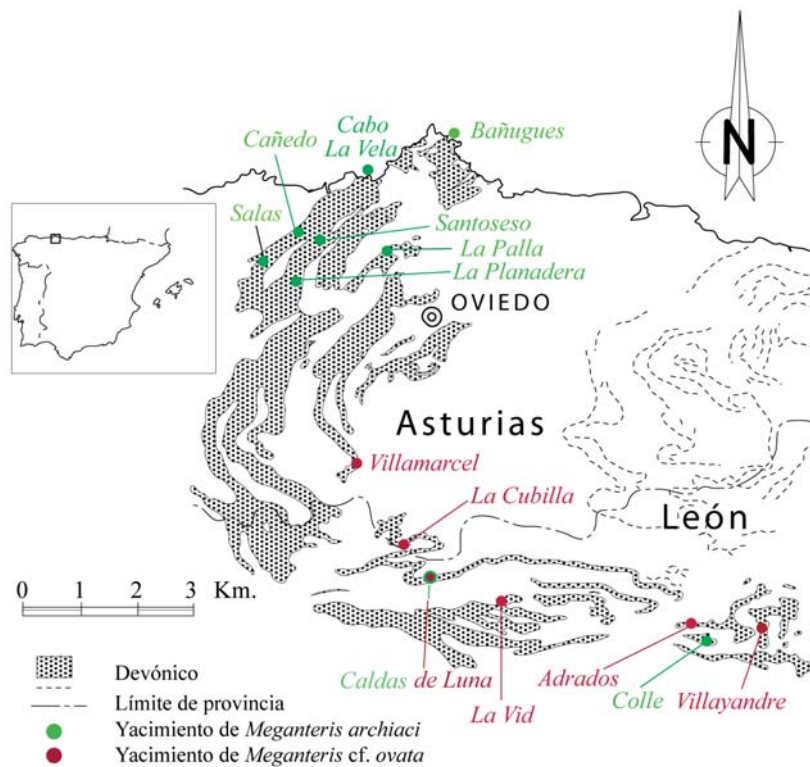 Cañedo
Cabo
La Vela
Bañugues
N
Salas
Santoseso
La Palla
La Planadera
OVIEDO
Asturias
Villamarcel
La Cubilla
León
0 1 2 3 Km.
Caldas de Luna
La Vid
Adrados
Colle
Villayandre
Devónico
Límite de provincia
Yacimiento de Meganteris archiaci
Yacimiento de Meganteris cf. ovata